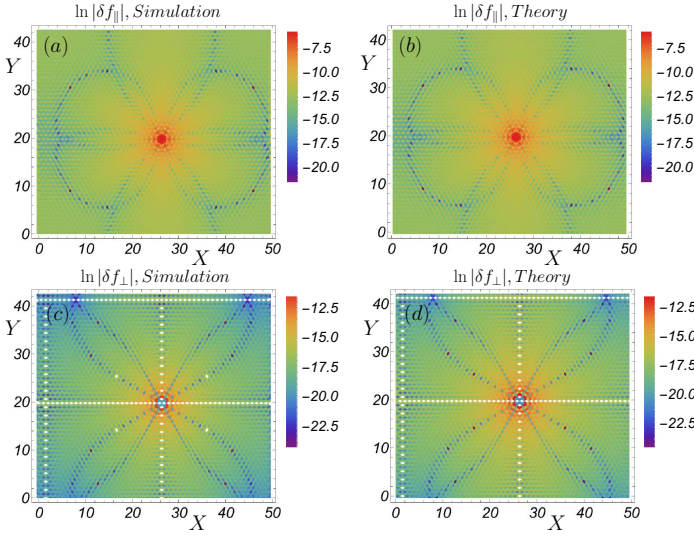 ln |δf∥|, Simulation
(a)
Y
40
30
20
10
0
0 10 20 30 40 50
X
−7.5
−10.0
−12.5
−15.0
−17.5
−20.0
ln |δf∥|, Theory
(b)
Y
40
30
20
10
0
0 10 20 30 40 50
X
−7.5
−10.0
−12.5
−15.0
−17.5
−20.0
ln |δf⊥|, Simulation
(c)
Y
40
30
20
10
0
0 10 20 30 40 50
X
−12.5
−15.0
−17.5
−20.0
−22.5
ln |δf⊥|, Theory
(d)
Y
40
30
20
10
0
0 10 20 30 40 50
X
−12.5
−15.0
−17.5
−20.0
−22.5